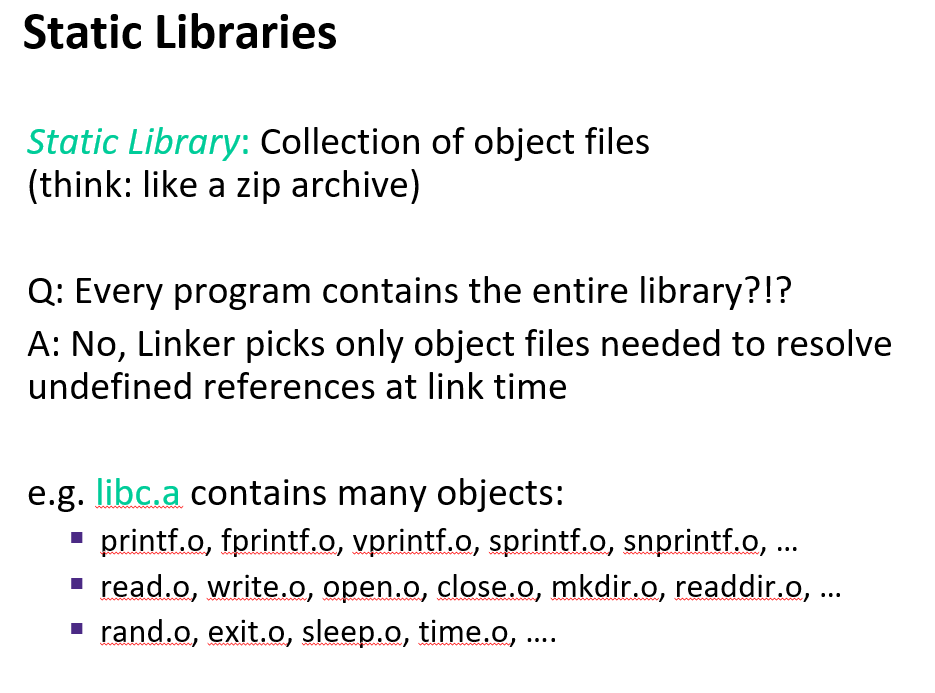 Static Libraries
Static Library: Collection of object files
(think: like a zip archive)
Q: Every program contains the entire library?!?
A: No, Linker picks only object files needed to resolve
undefined references at link time
e.g. libc.a contains many objects:
▪ printf.o, fprintf.o, vprintf.o, sprintf.o, snprintf.o, …
▪ read.o, write.o, open.o, close.o, mkdir.o, readdir.o, …
▪ rand.o, exit.o, sleep.o, time.o, ….